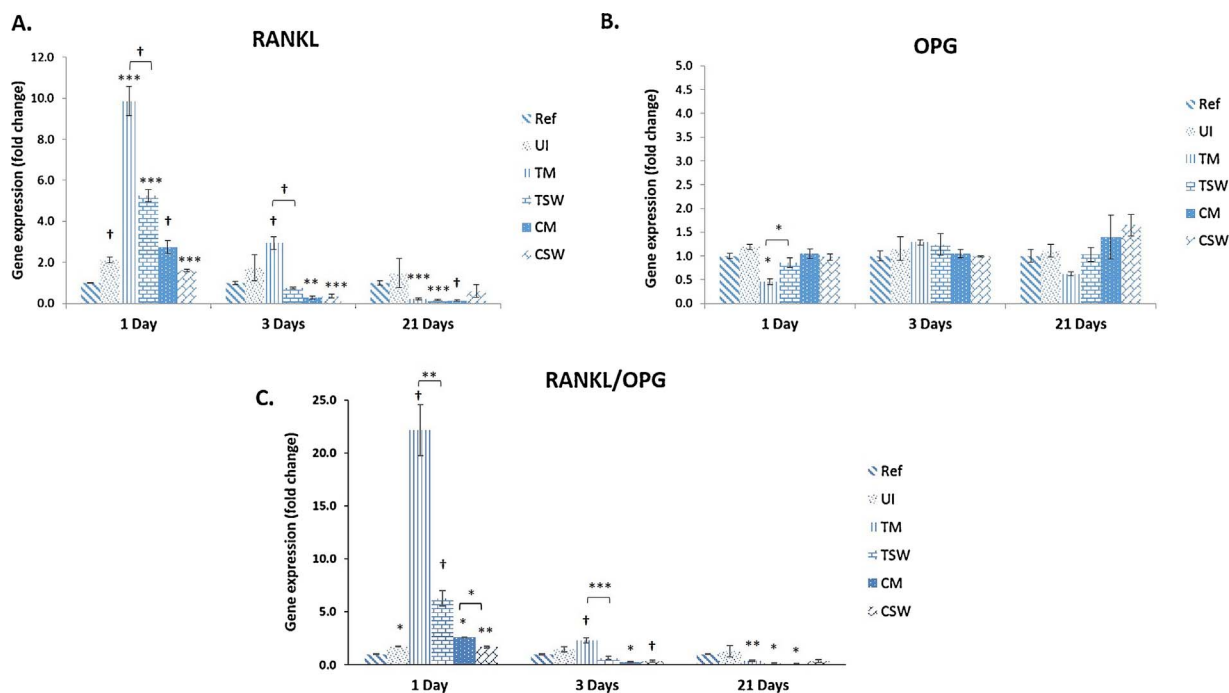 A.
RANKL
Gene expression (fold change)
12.0
10.0
8.0
6.0
4.0
2.0
0.0
†
***
***
†
†
***
†
†
**
***
***
***
†
1 Day
3 Days
21 Days
Ref
UI
TM
TSW
CM
CSW
B.
OPG
Gene expression (fold change)
5.0
4.5
4.0
3.5
3.0
2.5
2.0
1.5
1.0
0.5
0.0
*
*
1 Day
3 Days
21 Days
Ref
UI
TM
TSW
CM
CSW
C.
RANKL/OPG
Gene expression (fold change)
25.0
20.0
15.0
10.0
5.0
0.0
**
†
†
*
*
*
**
***
†
*
†
**
*
*
1 Day
3 Days
21 Days
Ref
UI
TM
TSW
CM
CSW